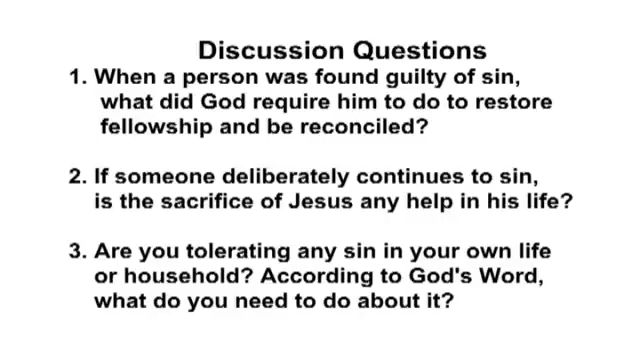 Discussion Questions
1. When a person was found guilty of sin,
what did God require him to do to restore
fellowship and be reconciled?
2. If someone deliberately continues to sin,
is the sacrifice of Jesus any help in his life?
3. Are you tolerating any sin in your own life
or household? According to God's Word,
what do you need to do about it?